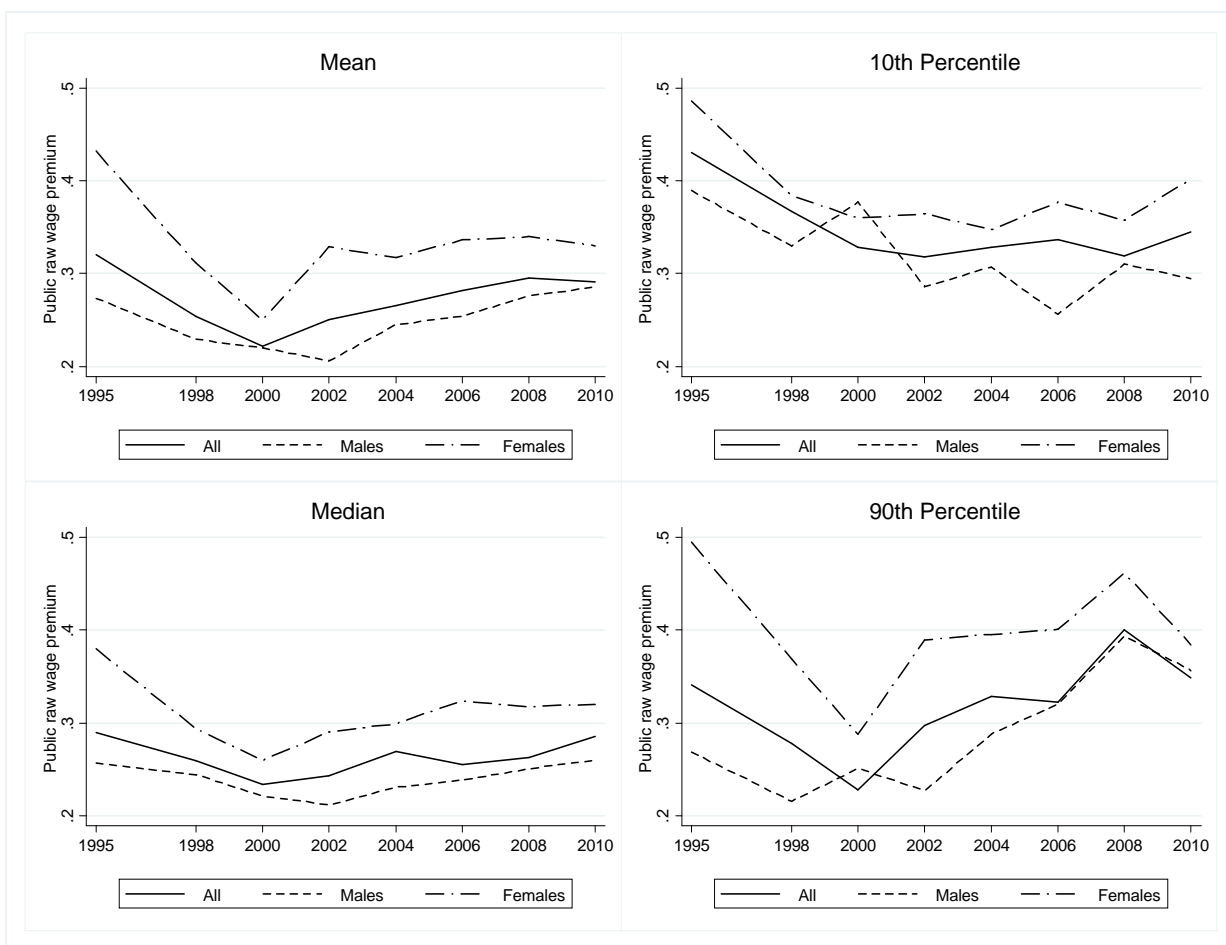 Mean
Public raw wage premium
.5
.4
.3
.2
1995 1998 2000 2002 2004 2006 2008 2010
All Males Females
10th Percentile
Public raw wage premium
.5
.4
.3
.2
1995 1998 2000 2002 2004 2006 2008 2010
All Males Females
Median
Public raw wage premium
.5
.4
.3
.2
1995 1998 2000 2002 2004 2006 2008 2010
All Males Females
90th Percentile
Public raw wage premium
.5
.4
.3
.2
1995 1998 2000 2002 2004 2006 2008 2010
All Males Females